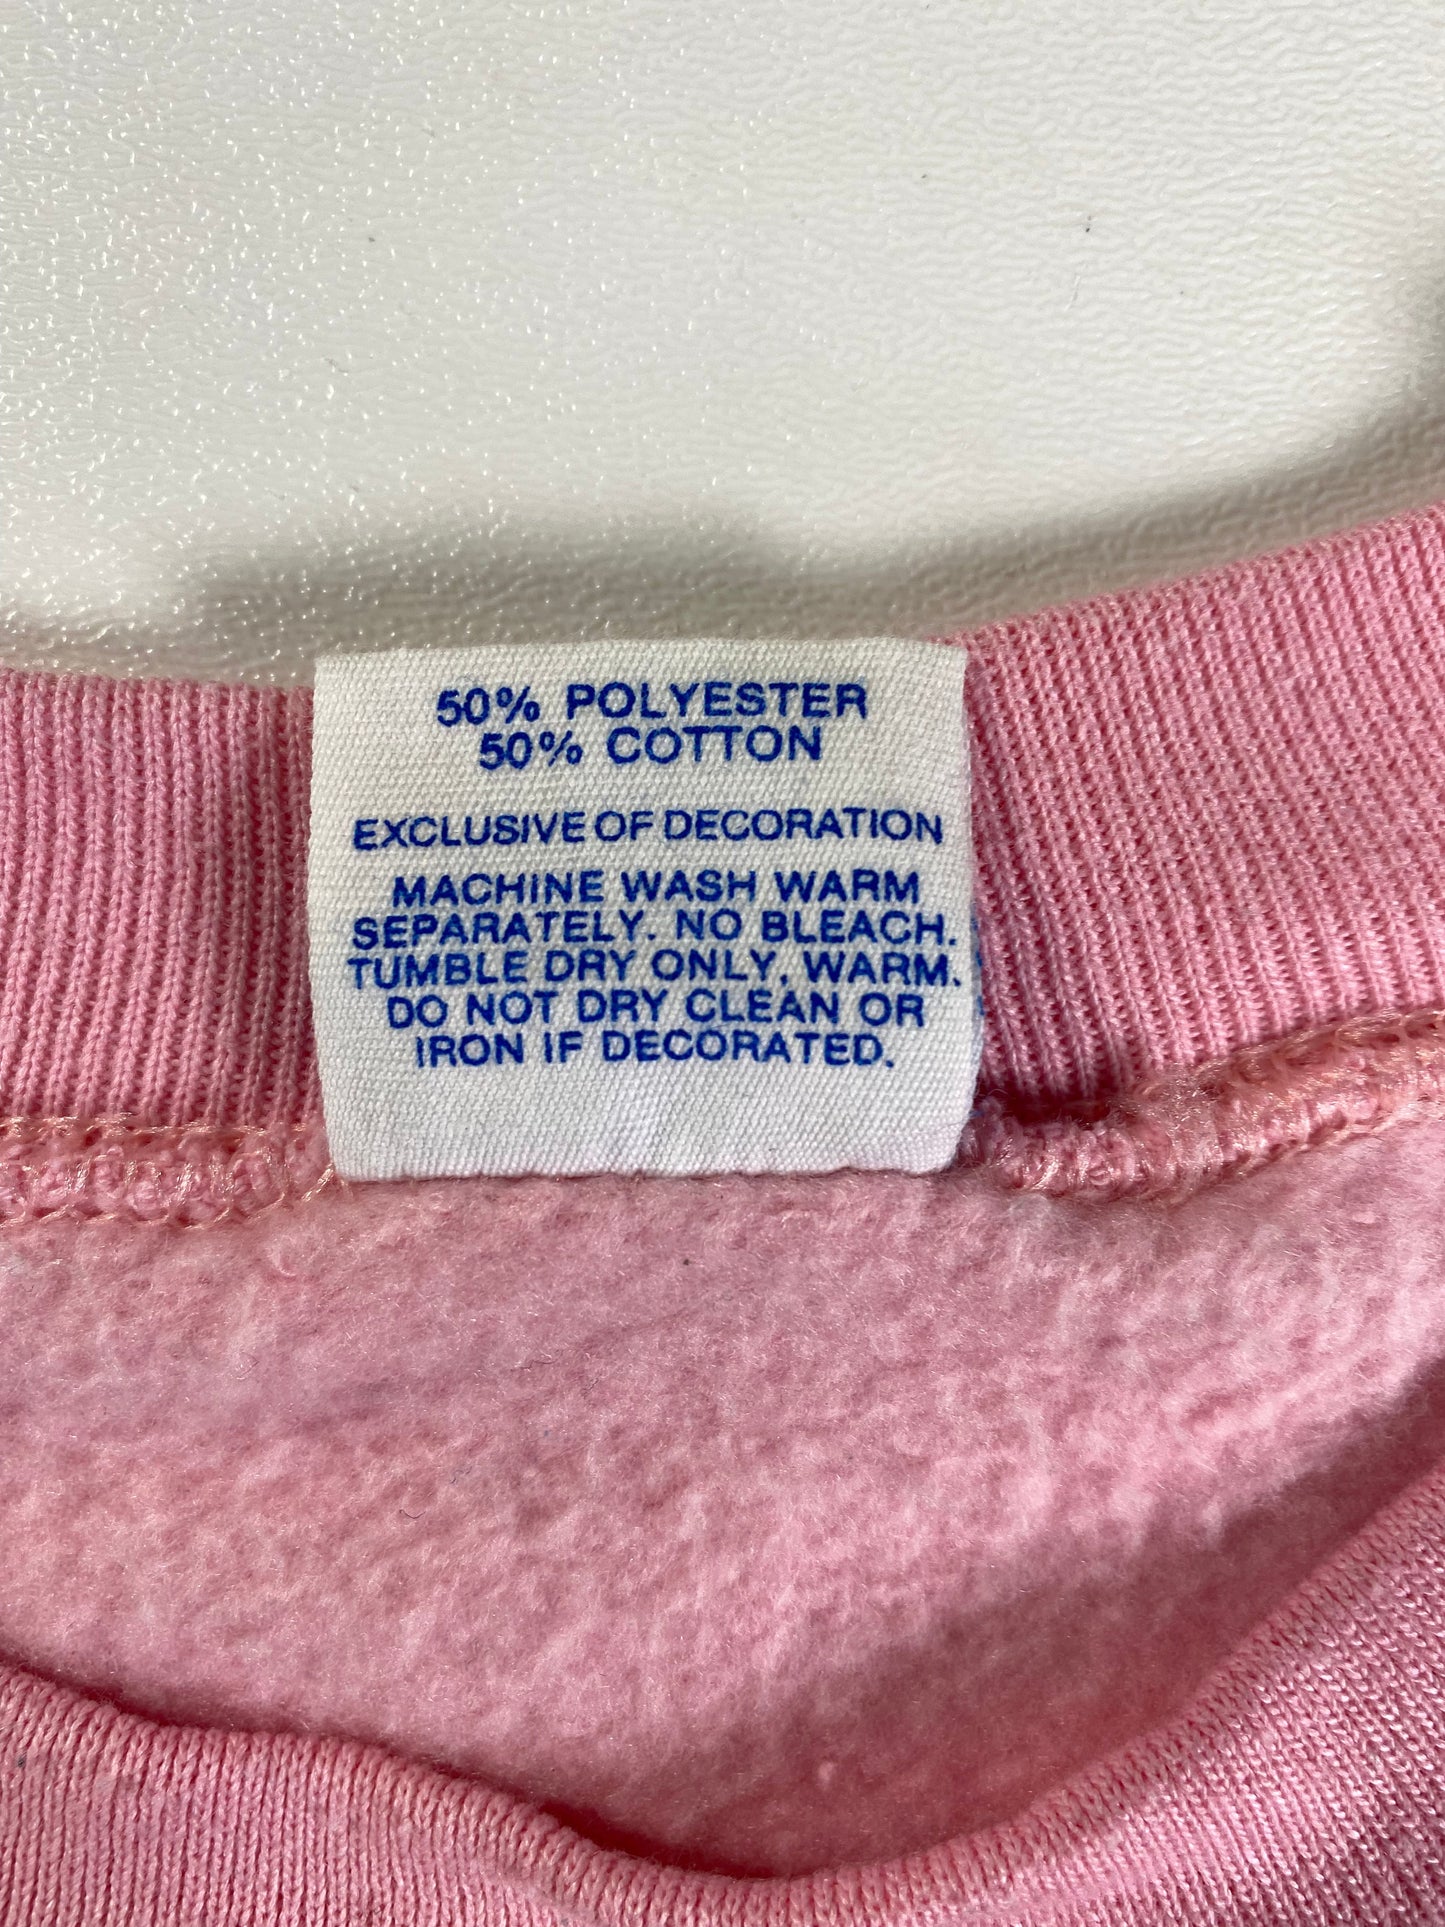 50% POLYESTER
50% COTTON
EXCLUSIVE OF DECORATION
MACHINE WASH WARM
SEPARATELY. NO BLEACH.
TUMBLE DRY ONLY, WARM.
DO NOT DRY CLEAN OR
IRON IF DECORATED.